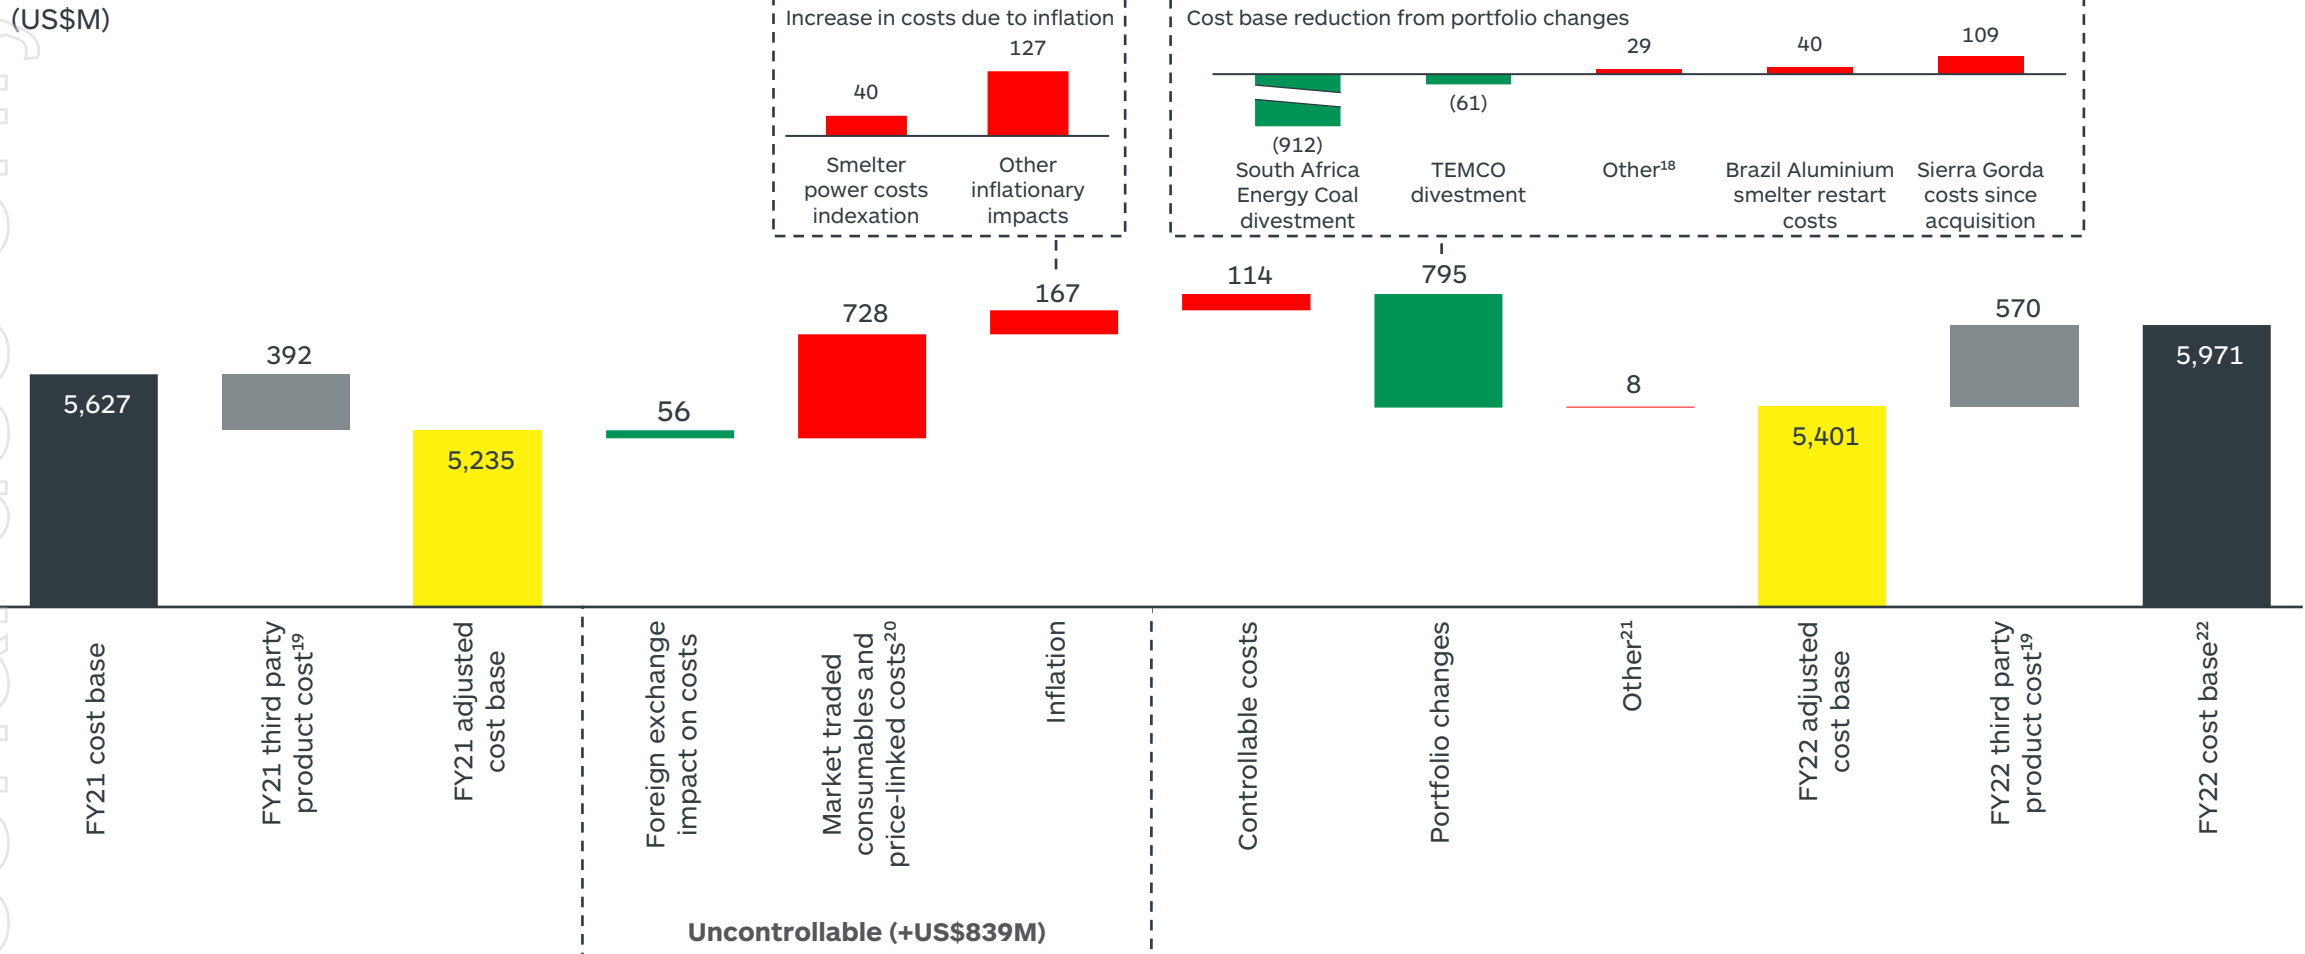 (US$M)
Increase in costs due to inflation
127
40
Smelter
power costs
indexation
Other
inflationary
impacts
Cost base reduction from portfolio changes
29
40
109
(61)
(912)
South Africa
Energy Coal
divestment
TEMCO
divestment
Other18
Brazil Aluminium
smelter restart
costs
Sierra Gorda
costs since
acquisition
5,627
392
5,235
56
728
167
114
795
8
5,401
570
5,971
FY21 cost base
FY21 third party
product cost19
FY21 adjusted
cost base
Foreign exchange
impact on costs
Market traded
consumables and
price-linked costs20
Inflation
Controllable costs
Portfolio changes
Other21
FY22 adjusted
cost base
FY22 third party
product cost19
FY22 cost base22
Uncontrollable (+US$839M)